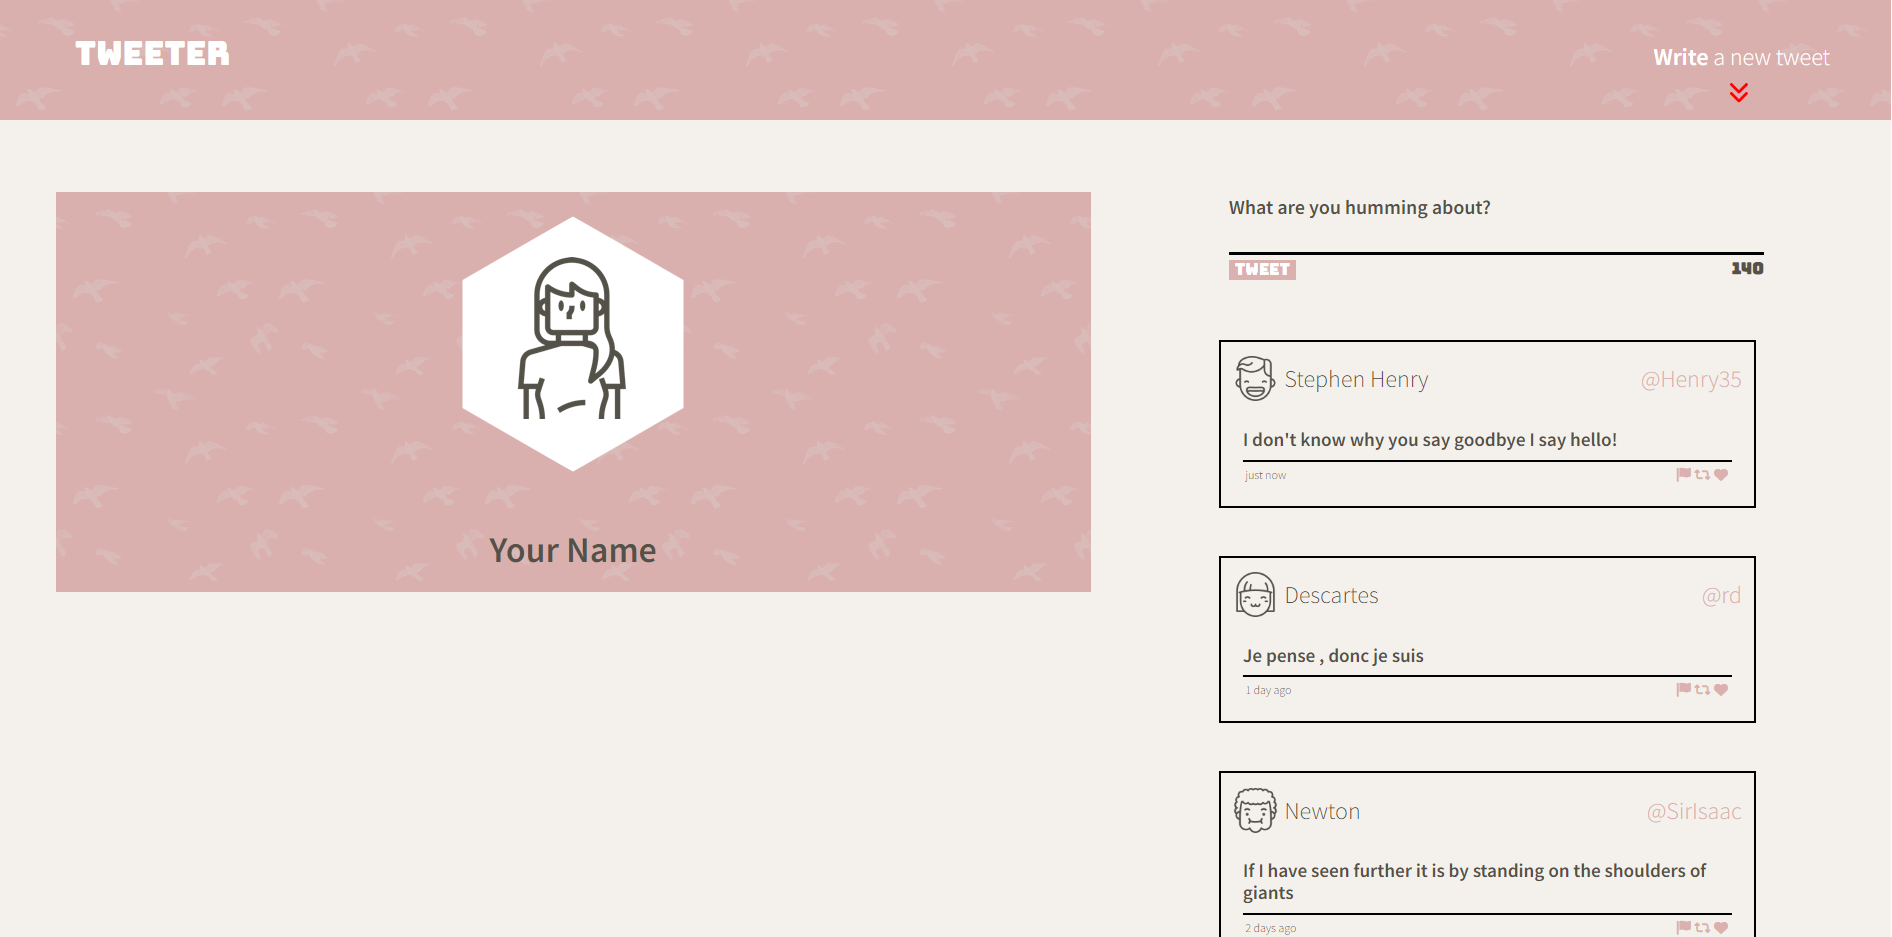 TWEETER
Write a new tweet
Your Name
What are you humming about?
TWEET
140
Stephen Henry
@Henry35
I don't know why you say goodbye I say hello!
just now
Descartes
@rd
Je pense , donc je suis
1 day ago
Newton
@SirIsaac
If I have seen further it is by standing on the shoulders of
giants
2 days ago